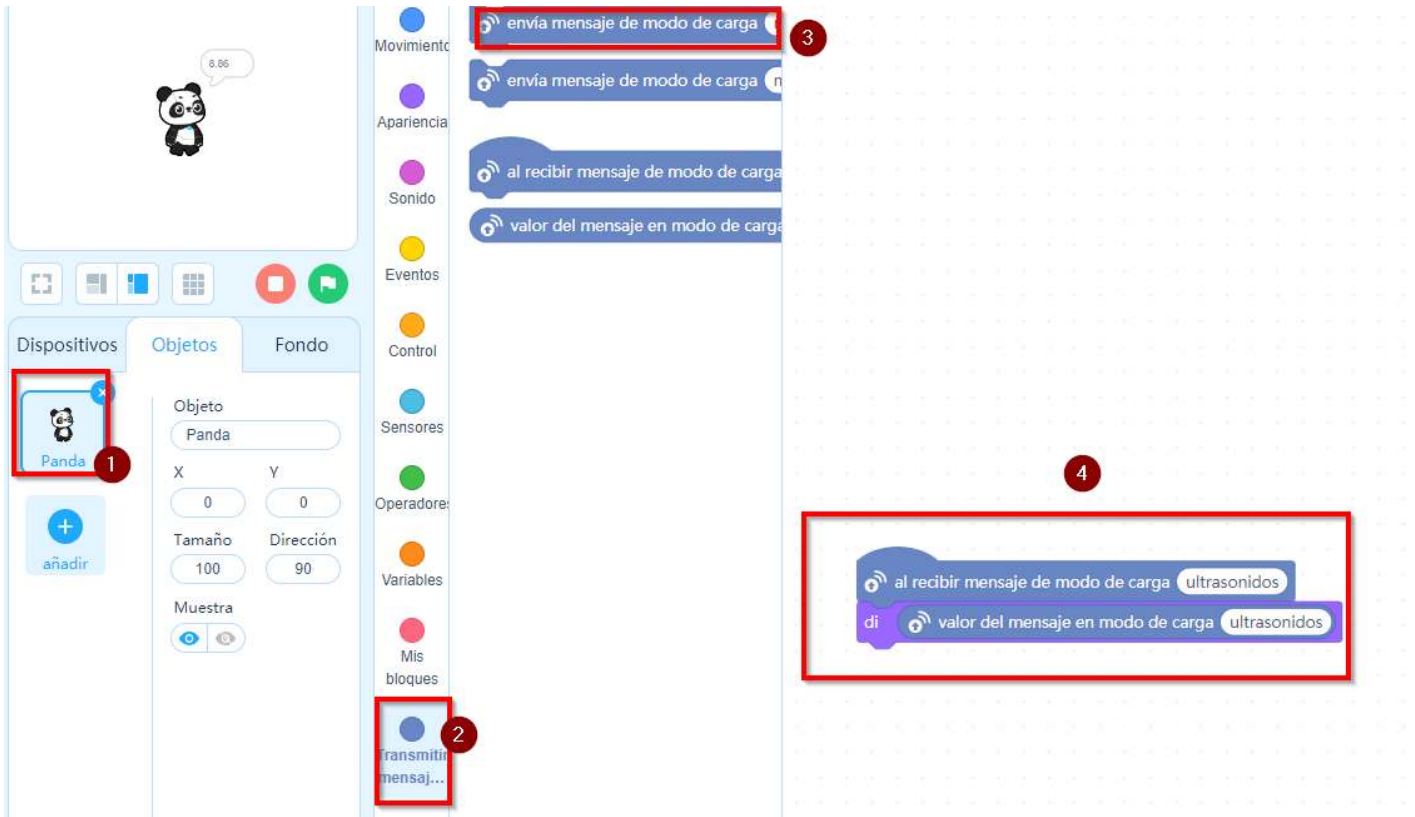 8.86
Dispositivos
Objetos
Fondo
Panda
1
añadir
Objeto
Panda
X
Y
0
0
Tamaño
Dirección
100
90
Muestra
Movimiento
Apariencia
Sonido
Eventos
Control
Sensores
Operadores
Variables
Mis
bloques
2
Transmitir
mensaj...
envía mensaje de modo de carga
3
envía mensaje de modo de carga
al recibir mensaje de modo de carga
valor del mensaje en modo de carga
4
al recibir mensaje de modo de carga ultrasonidos
di valor del mensaje en modo de carga ultrasonidos